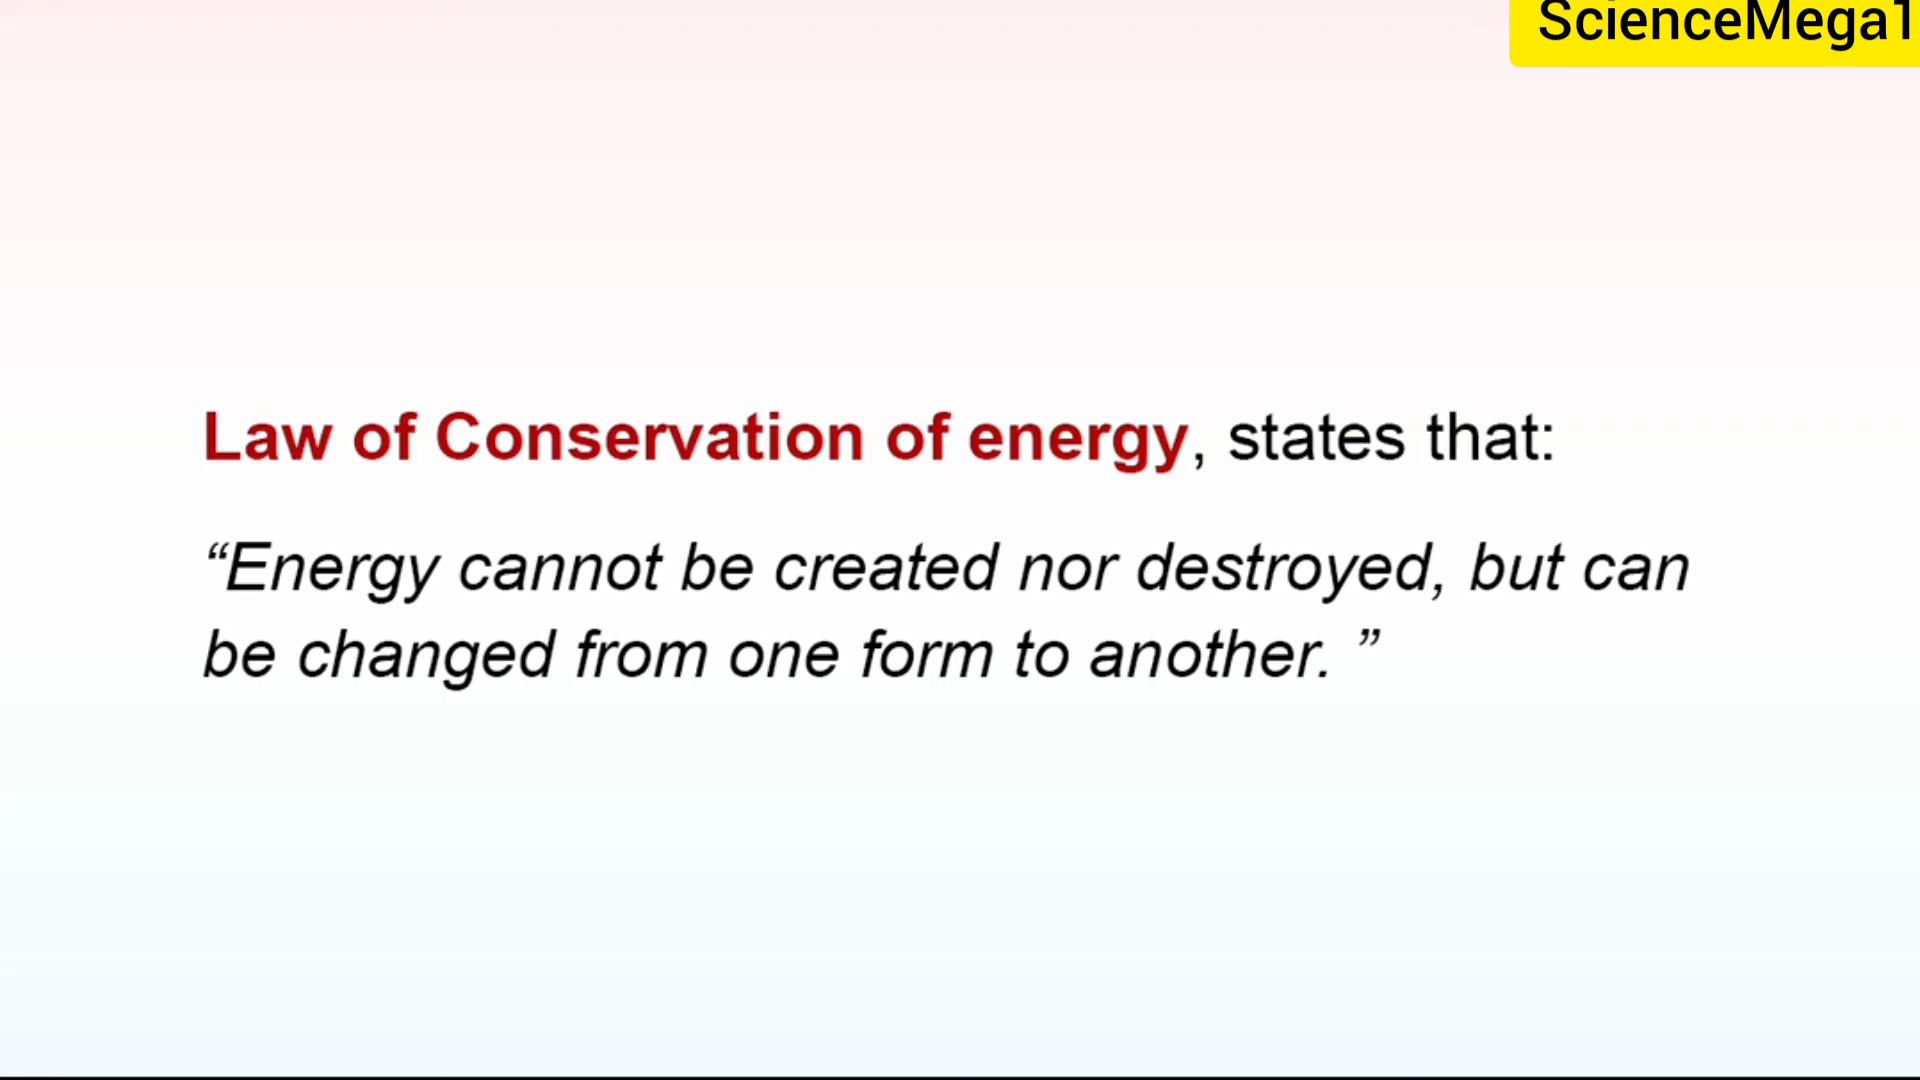 ScienceMega1
Law of Conservation of energy, states that:
“Energy cannot be created nor destroyed, but can
be changed from one form to another. ”